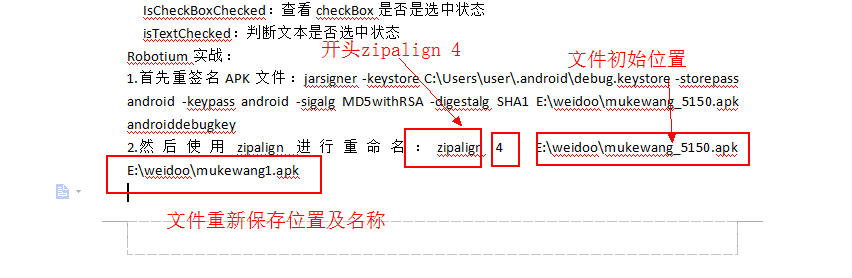 IsCheckBoxChecked：查看 checkBox 是否是选中状态
isTextChecked：判断文本是否选中状态
Robotium 实战：
开头zipalign 4
文件初始位置
1.首先重签名 APK 文件：jarsigner -keystore C:\Users\user\.android\debug.keystore -storepass
android -keypass android -sigalg MD5withRSA -digestalg SHA1 E:\weidoo\mukewang_5150.apk
androiddebugkey
2.然后使用 zipalign 进行重命名：zipalign 4 E:\weidoo\mukewang_5150.apk
E:\weidoo\mukewang1.apk
文件重新保存位置及名称